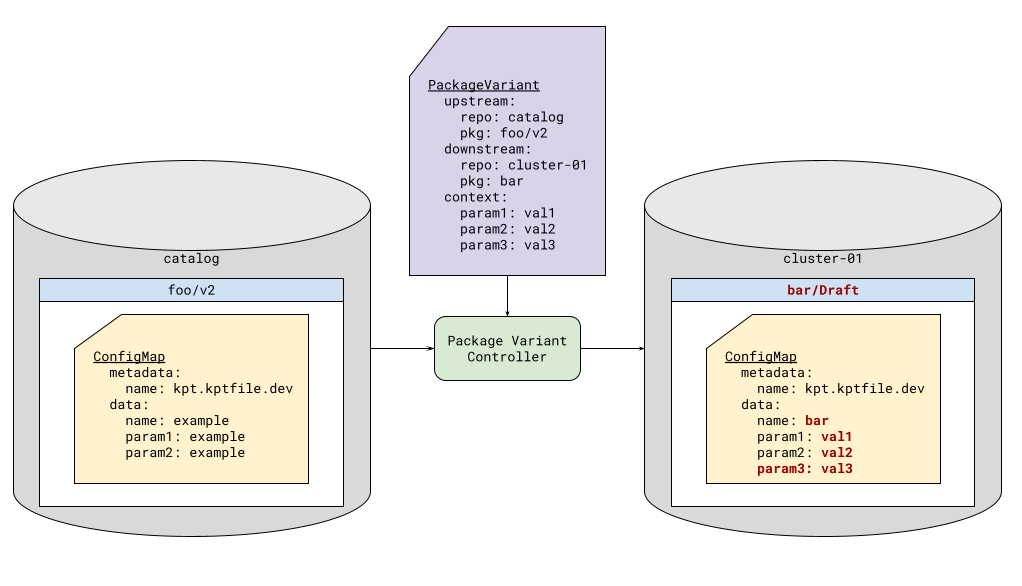 PackageVariant
upstream:
repo: catalog
pkg: foo/v2
downstream:
repo: cluster-01
pkg: bar
context:
param1: val1
param2: val2
param3: val3
catalog
foo/v2
ConfigMap
metadata:
name: kpt.kptfile.dev
data:
name: example
param1: example
param2: example
Package Variant
Controller
cluster-01
bar/Draft
ConfigMap
metadata:
name: kpt.kptfile.dev
data:
name: bar
param1: val1
param2: val2
param3: val3